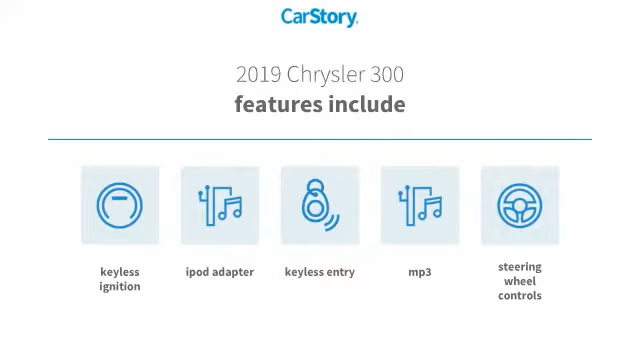 CarStory.
2019 Chrysler 300
features include
keyless
ignition
ipod adapter
keyless entry
mp3
steering
wheel
controls